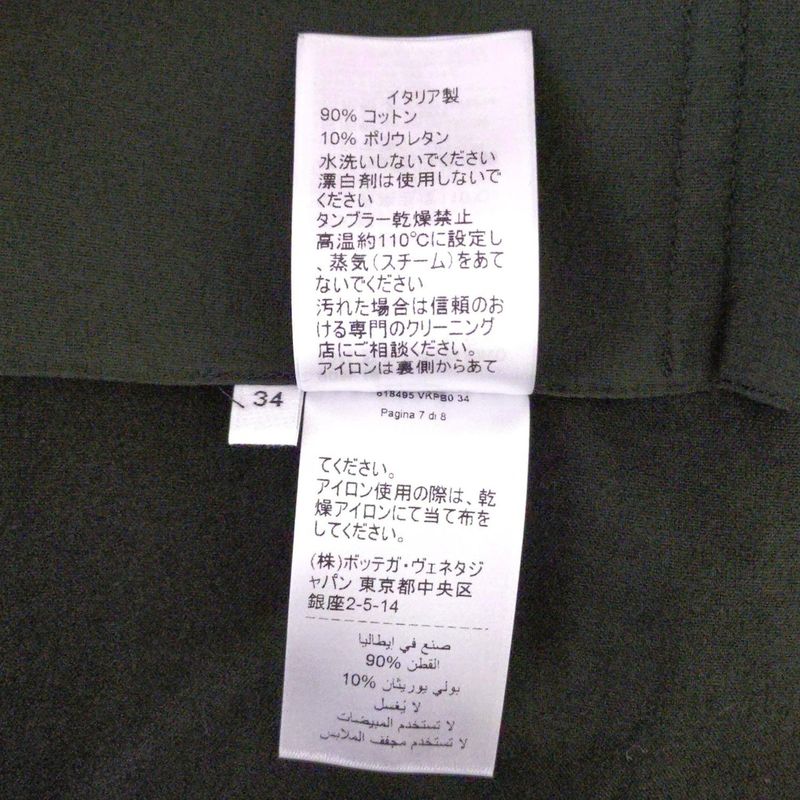 イタリア製
90% コットン
10% ポリウレタン
水洗いしないでください
漂白剤は使用しないで
ください
タンブラー乾燥禁止
高温約110℃に設定し
、蒸気(スチーム)をあて
ないでください
汚れた場合は信頼のお
ける専門のクリーニング
店にご相談ください。
アイロンは裏側からあて
34
618495 VKPB0 34
Pagina 7 di 8
てください。
アイロン使用の際は、乾
燥アイロンにて当て布を
してください。
(株)ボッテガ・ヴェネタジ
ャパン 東京都中央区
銀座2-5-14
صنع في إيطاليا
القطن %90
بولي يوريثان %10
لا يُغسل
لا تستخدم المبيضات
لا تستخدم مجفف الملابس